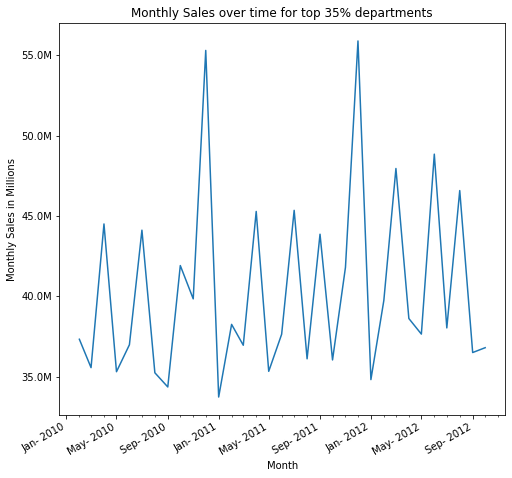 Monthly Sales over time for top 35% departments
55.0M
50.0M
45.0M
40.0M
35.0M
Monthly Sales in Millions
Jan- 2010
May- 2010
Sep- 2010
Jan- 2011
May- 2011
Sep- 2011
Jan- 2012
May- 2012
Sep- 2012
Month